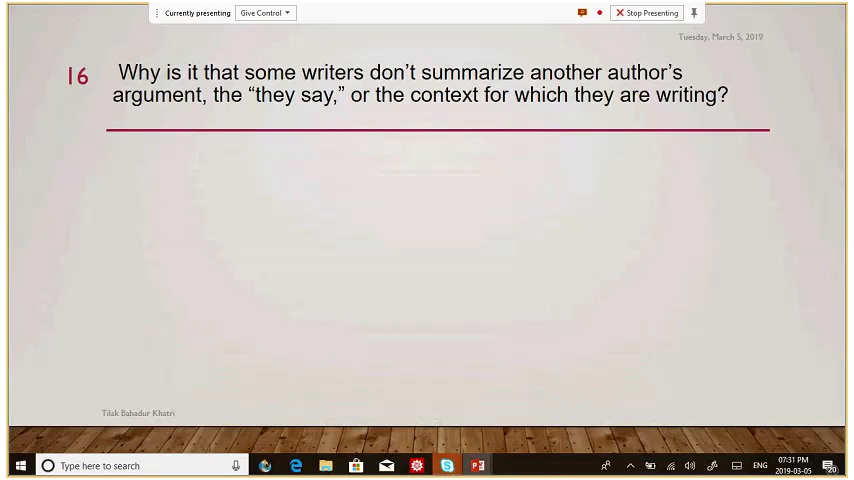 Currently presenting Give Control Stop Presenting
Tuesday, March 5, 2019
16 Why is it that some writers don’t summarize another author’s
argument, the “they say,” or the context for which they are writing?
Tilak Bahadur Khatri
Type here to search ENG 07:31 PM
2019-03-05 20